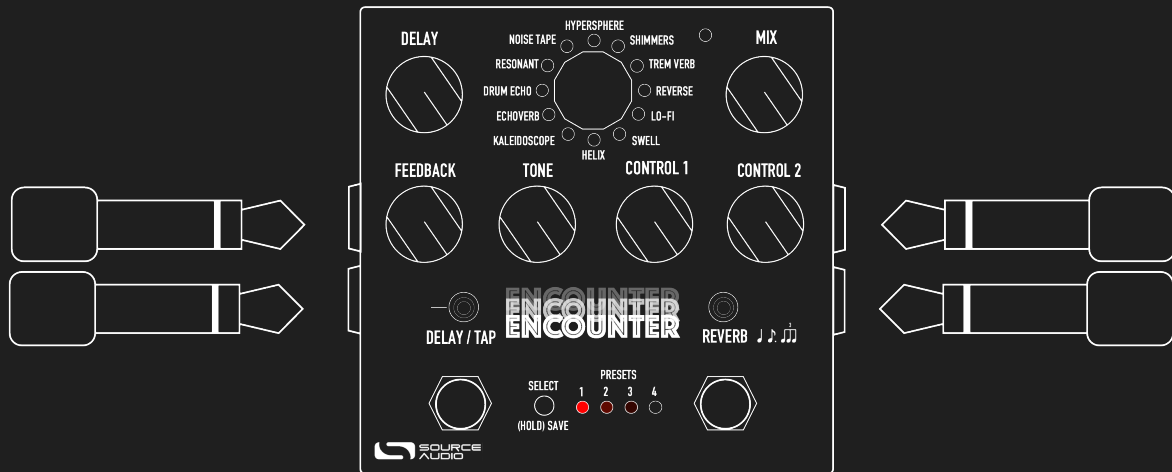 DELAY
HYPERSPHERE
NOISE TAPE
SHIMMERS
MIX
RESONANT
TREM VERB
DRUM ECHO
REVERSE
ECHOVERB
LO-FI
KALEIDOSCOPE
SWELL
HELIX
FEEDBACK
TONE
CONTROL 1
CONTROL 2
ENCOUNTER
ENCOUNTER
ENCOUNTER
DELAY / TAP
REVERB ♩ ♪. 3
PRESETS
SELECT
1 2 3 4
(HOLD) SAVE
SOURCE
AUDIO